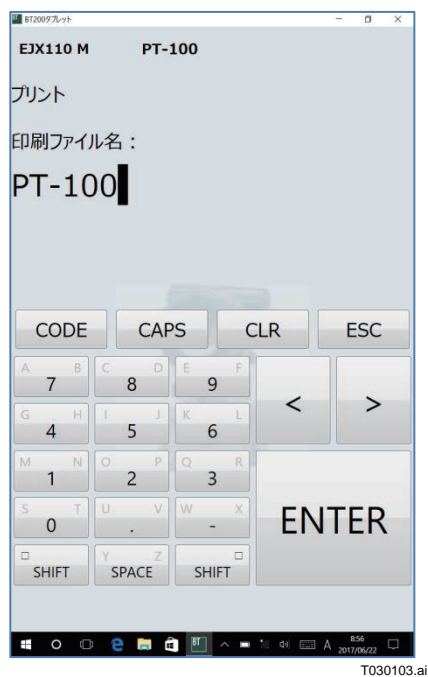 BT200タブレット
EJX110 M PT-100
プリント
印刷ファイル名：
PT-100
CODE CAPS CLR ESC
A B C D E F
7 8 9 < >
G H I J K L
4 5 6
M N O P Q R
1 2 3 ENTER
S T U V W X
0 . -
Y Z
SHIFT SPACE SHIFT
BT A 8:56
2017/06/22
T030103.ai